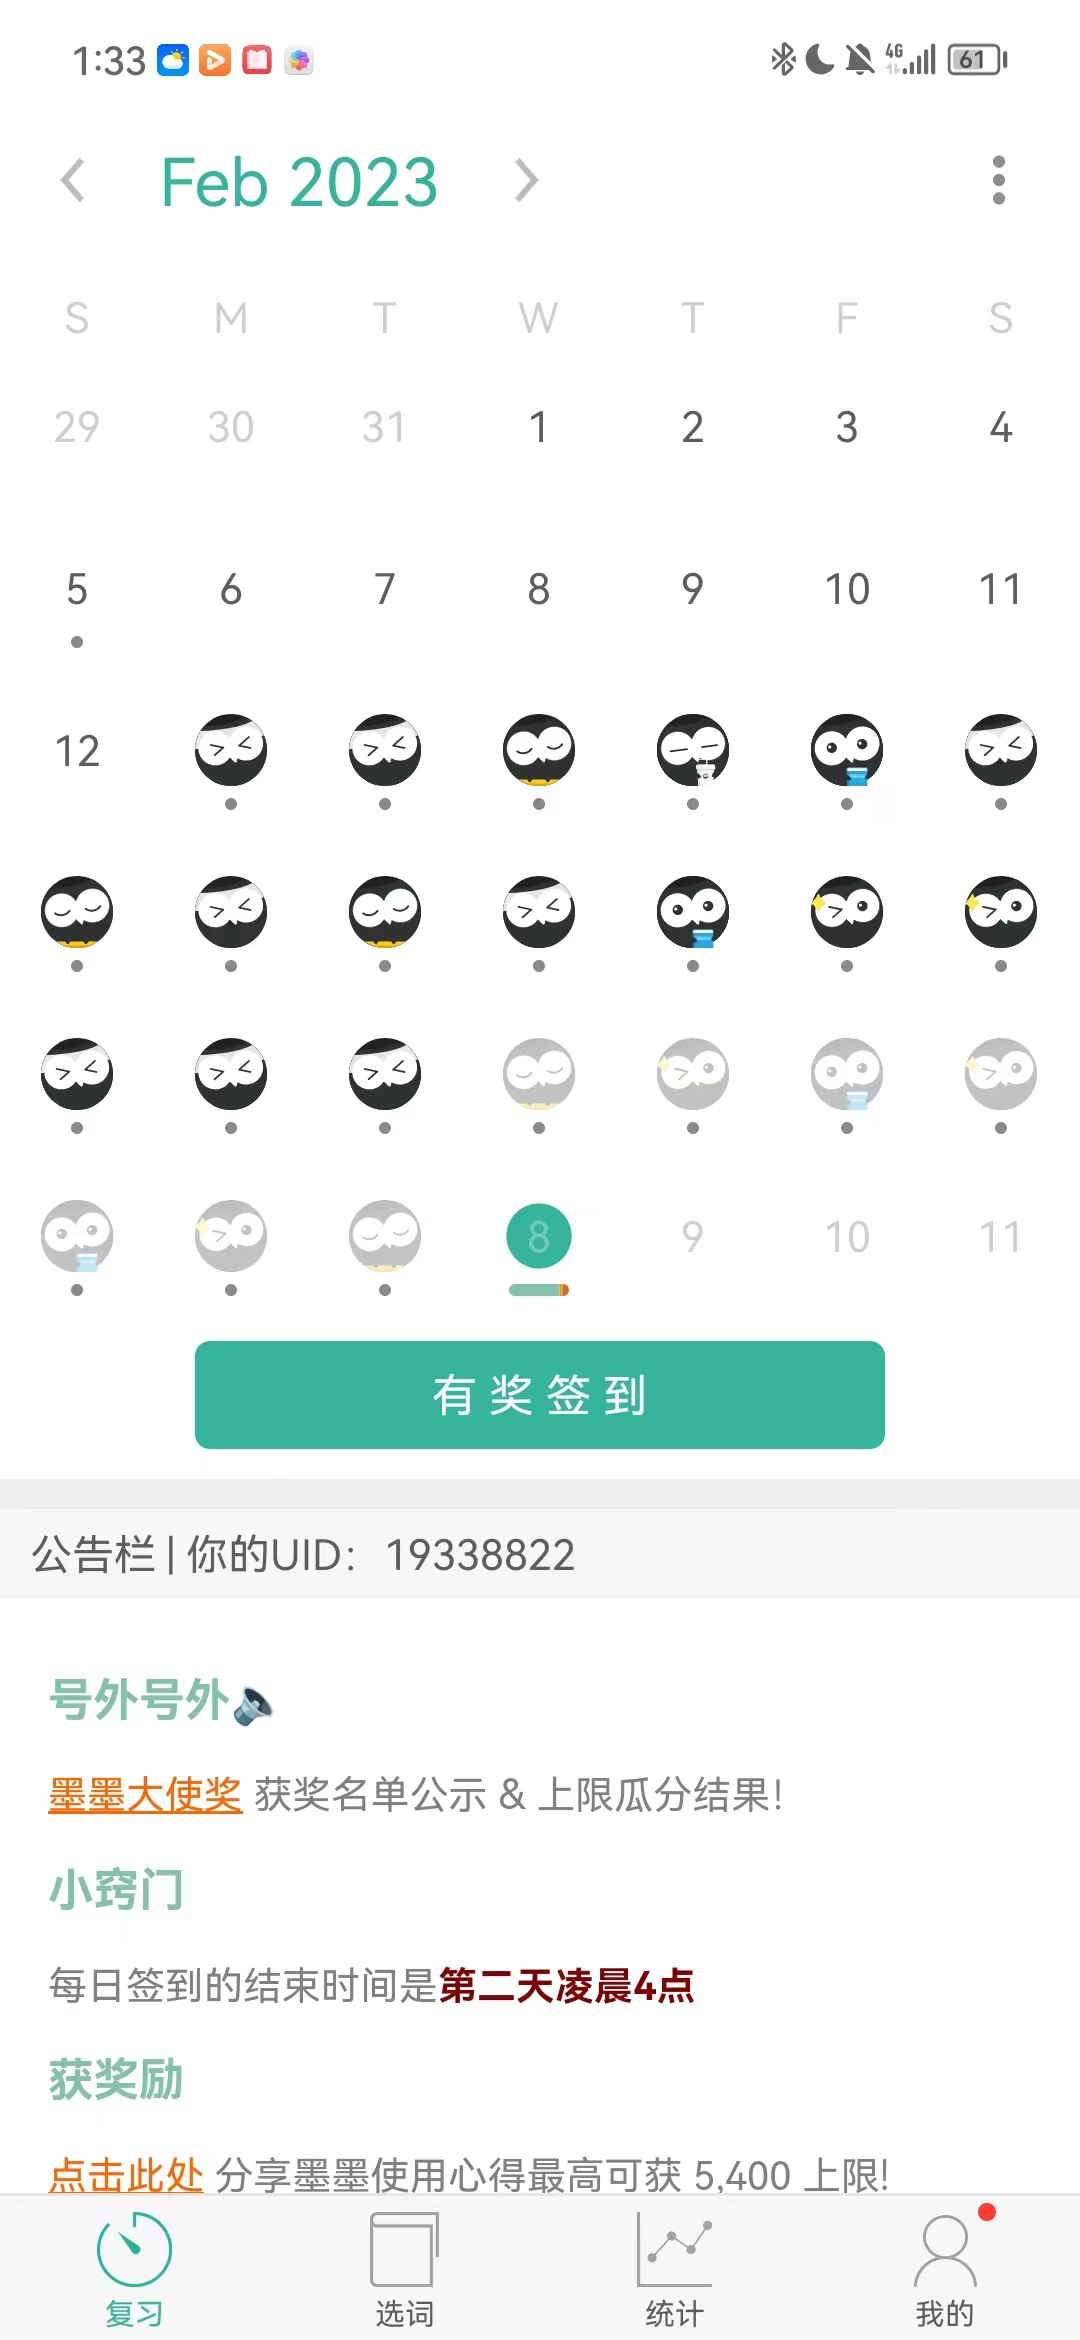 1:33
4G
61
Feb 2023
S M T W T F S
29 30 31 1 2 3 4
5 6 7 8 9 10 11
12
8 9 10 11
有奖签到
公告栏 | 你的UID： 19338822
号外号外
墨墨大使奖 获奖名单公示 & 上限瓜分结果!
小窍门
每日签到的结束时间是第二天凌晨4点
获奖励
点击此处 分享墨墨使用心得最高可获 5,400 上限!
复习 选词 统计 我的